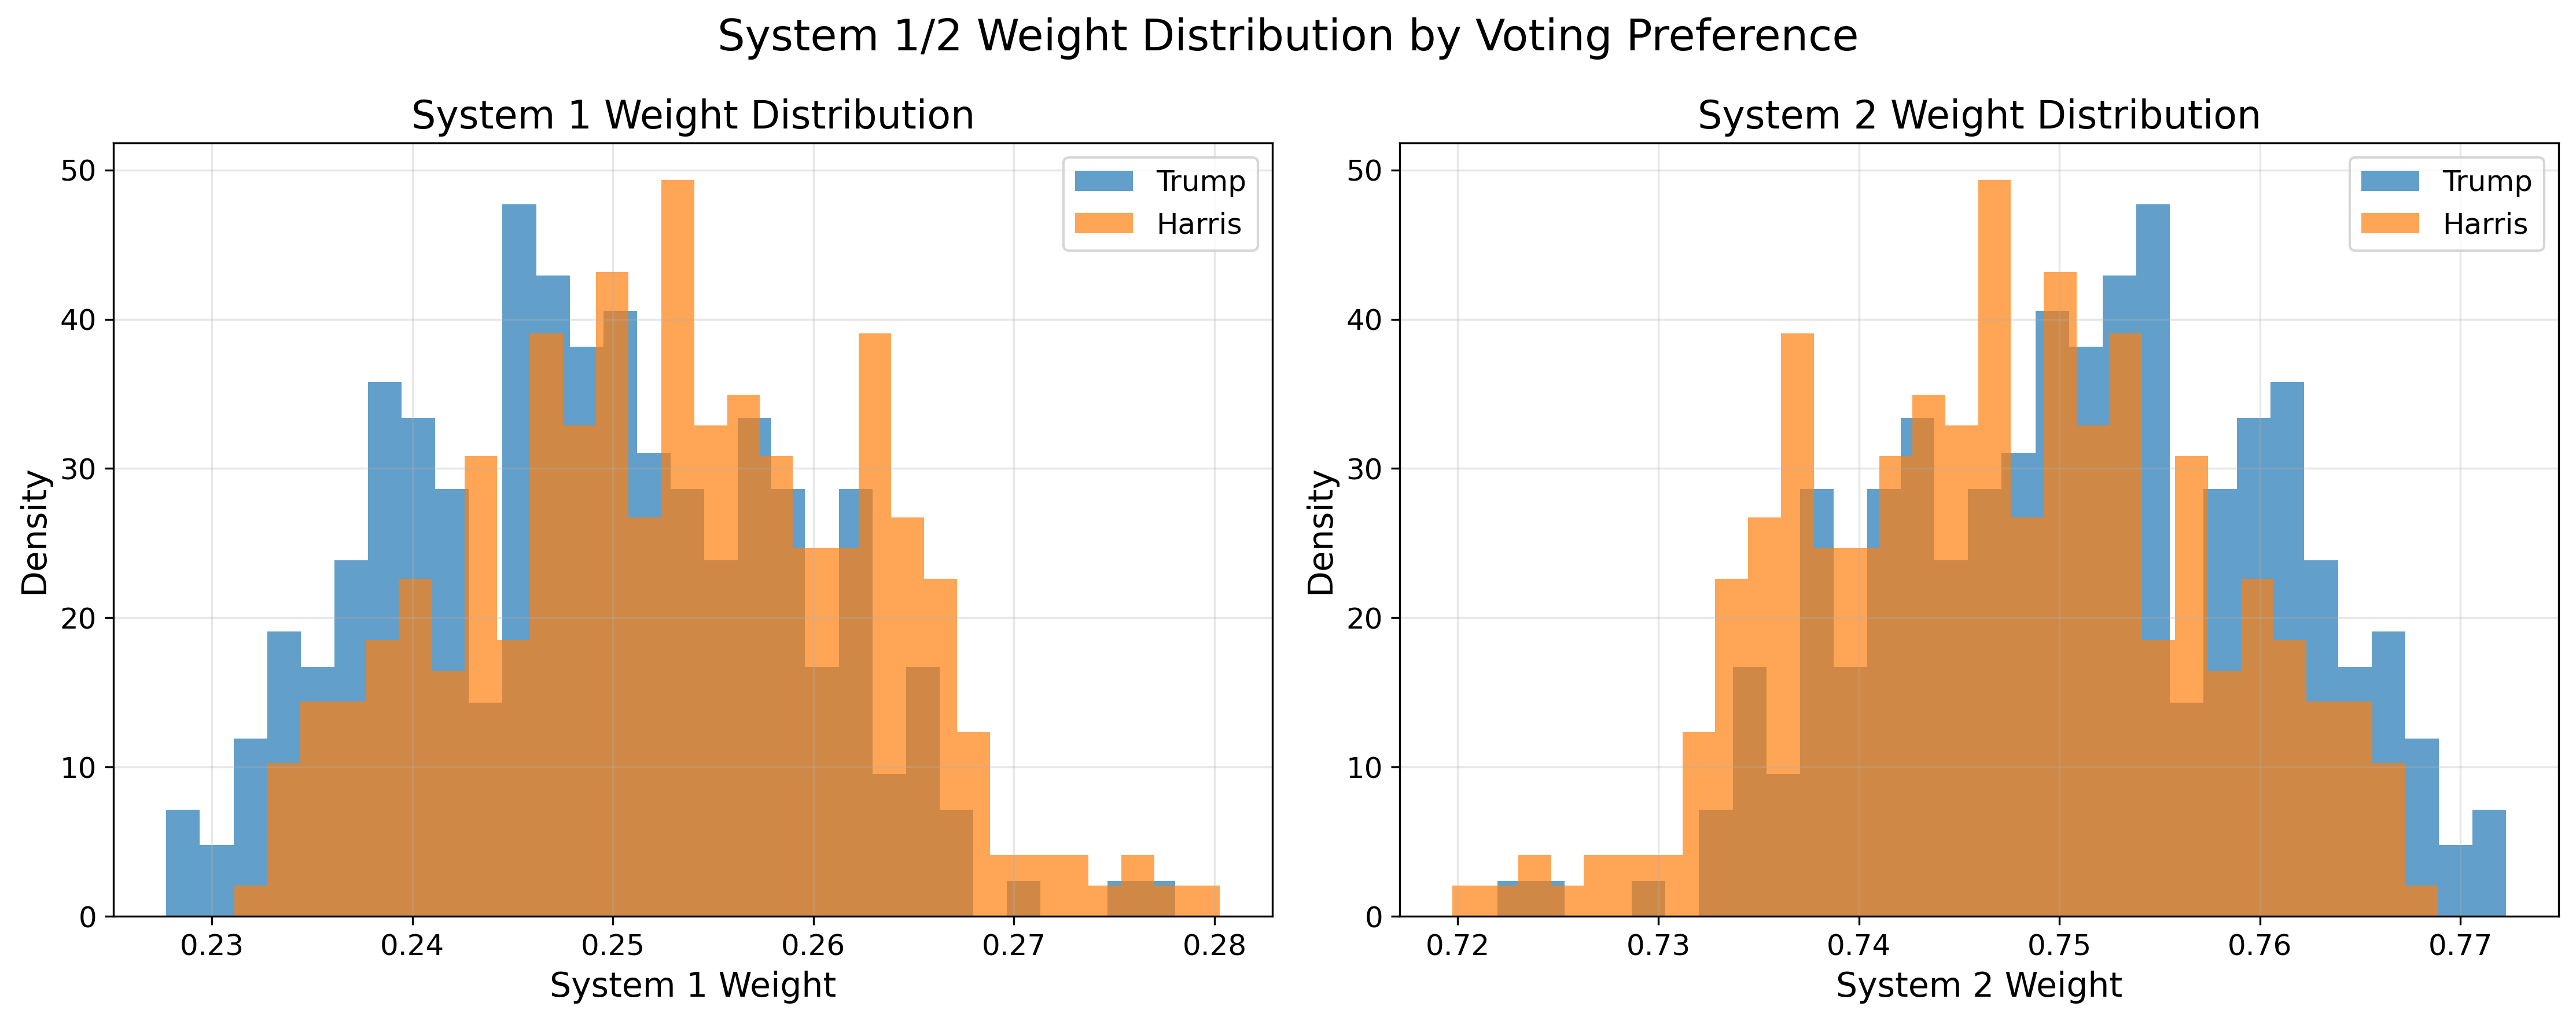 System 1/2 Weight Distribution by Voting Preference
System 1 Weight Distribution
50
40
30
20
10
0
Density
Trump
Harris
0.23 0.24 0.25 0.26 0.27 0.28
System 1 Weight
System 2 Weight Distribution
50
40
30
20
10
0
Density
Trump
Harris
0.72 0.73 0.74 0.75 0.76 0.77
System 2 Weight